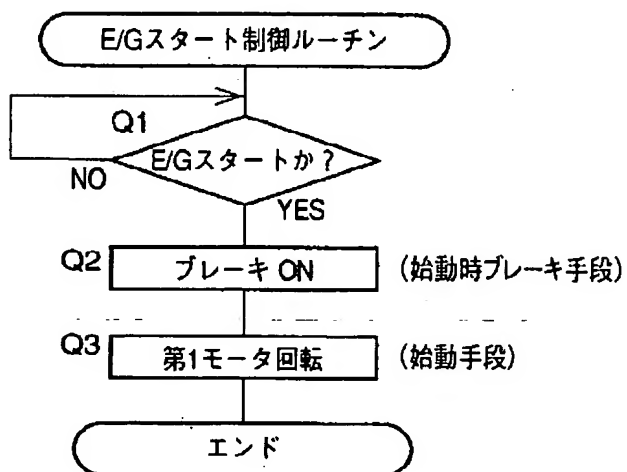 E/Gスタート制御ルーチン
Q1
E/Gスタートか?
NO
YES
Q2 ブレーキ ON (始動時ブレーキ手段)
Q3 第1モータ回転 (始動手段)
エンド